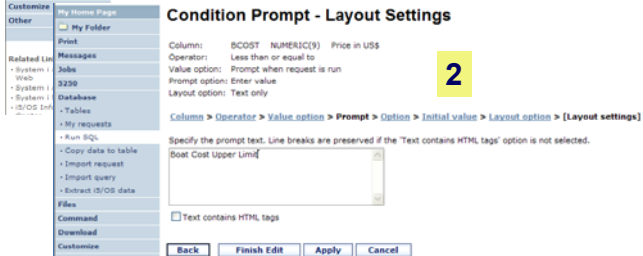 Customize
Other
Related Lin
• System i
Web
• System i
• System i
• i5/OS Inf
My Home Page
My Folder
Print
Messages
Jobs
5250
Database
• Tables
• My requests
• Run SQL
• Copy data to table
• Import request
• Import query
• Extract i5/OS data
Files
Command
Download
Customize
Condition Prompt - Layout Settings
Column: BCOST NUMERIC(9) Price in US$
Operator: Less than or equal to
Value option: Prompt when request is run
Prompt option: Enter value
Layout option: Text only
2
Column > Operator > Value option > Prompt > Option > Initial value > Layout option > [Layout settings]
Specify the prompt text. Line breaks are preserved if the 'Text contains HTML tags' option is not selected.
Boat Cost Upper Limit
Text contains HTML tags
Back Finish Edit Apply Cancel